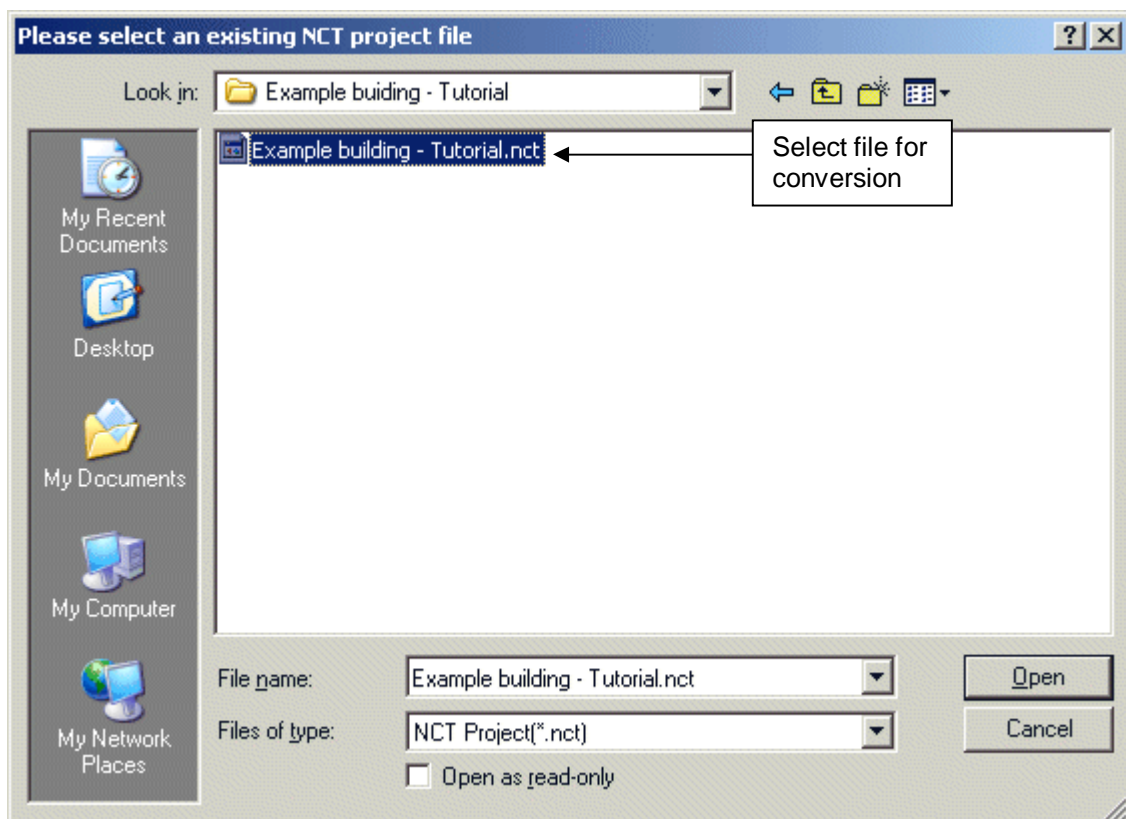 Please select an existing NCT project file
Look in:
Example buiding - Tutorial
Example building - Tutorial.nct
Select file for
conversion
My Recent
Documents
Desktop
My Documents
My Computer
My Network
Places
File name:
Example building - Tutorial.nct
Open
Files of type:
NCT Project(*.nct)
Cancel
Open as read-only